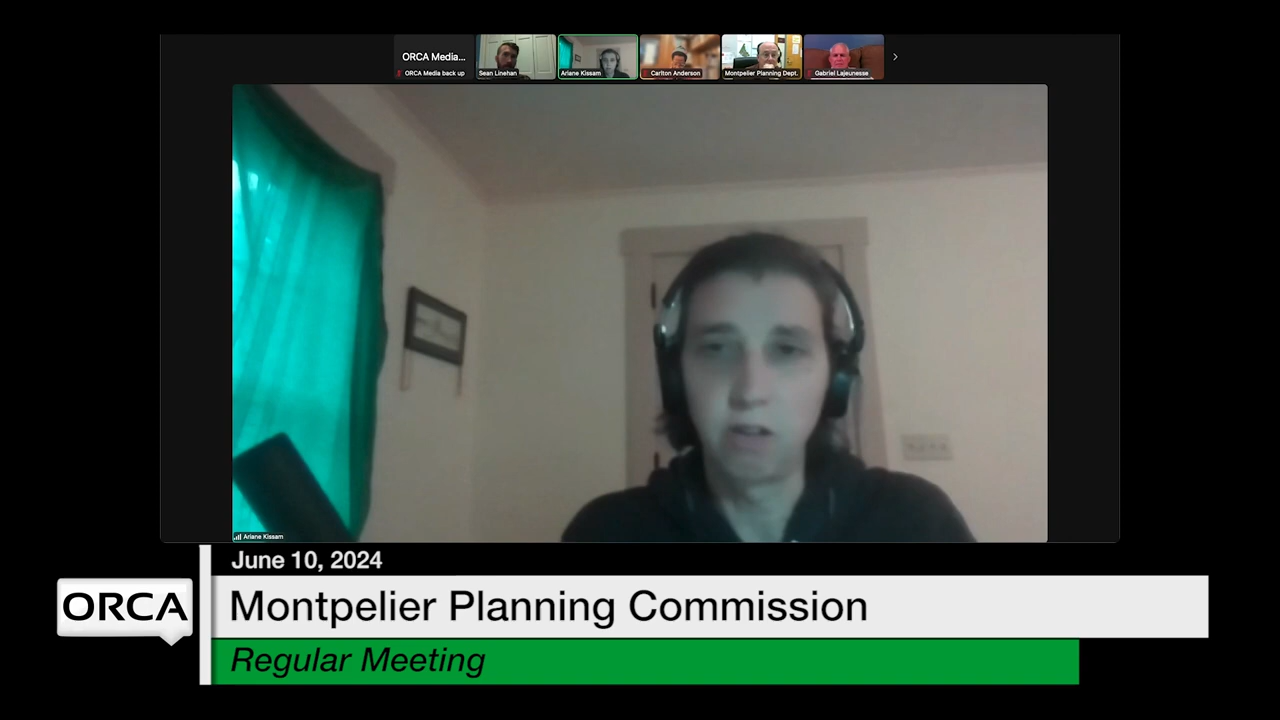 ORCA Media...
ORCA Media back up
Sean Linehan
Ariane Kissam
Carlton Anderson
Montpelier Planning Dept.
Gabriel Lajeunesse
Ariane Kissam
June 10, 2024
ORCA
Montpelier Planning Commission
Regular Meeting